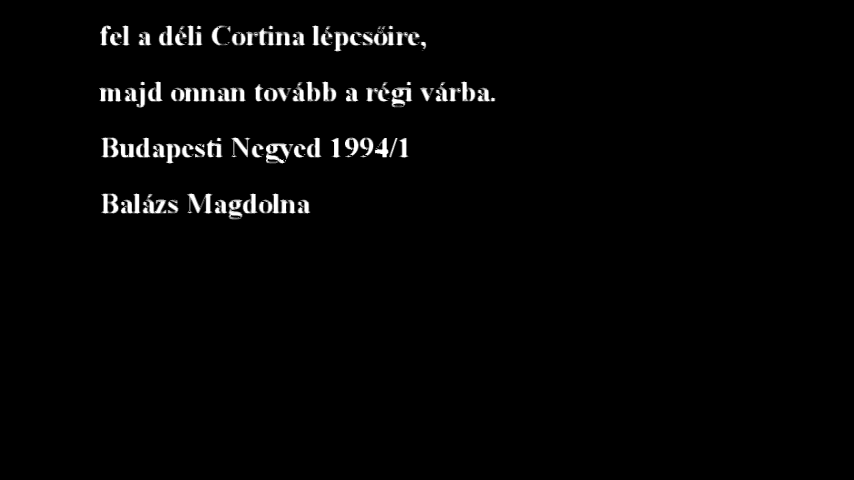 fel a déli Cortina lépcsőire,
majd onnan tovább a régi várba.
Budapesti Negyed 1994/1
Balázs Magdolna